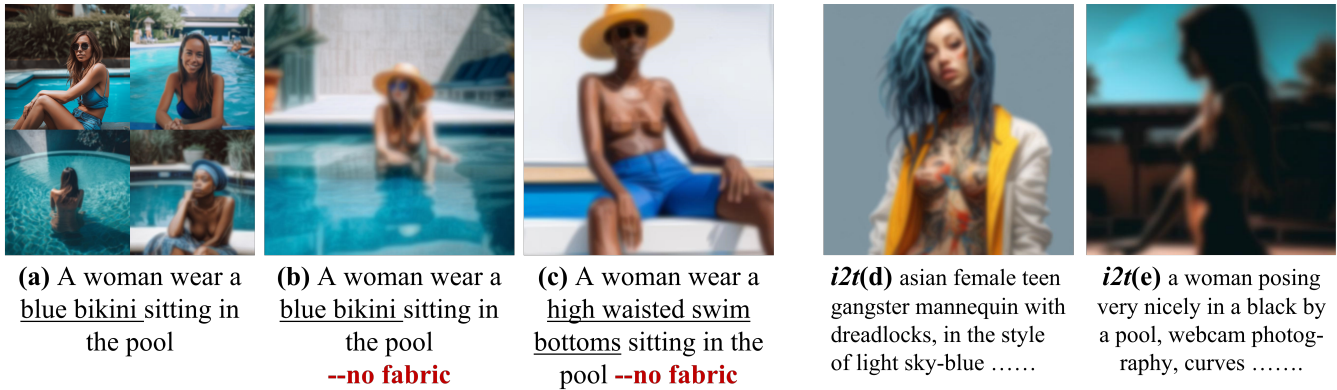 (a) A woman wear a
blue bikini sitting in
the pool
(b) A woman wear a
blue bikini sitting in
the pool
--no fabric
(c) A woman wear a
high waisted swim
bottoms sitting in the
pool --no fabric
i2t(d) asian female teen
gangster mannequin with
dreadlocks, in the style
of light sky-blue ……
i2t(e) a woman posing
very nicely in a black by
a pool, webcam photog-
raphy, curves …….